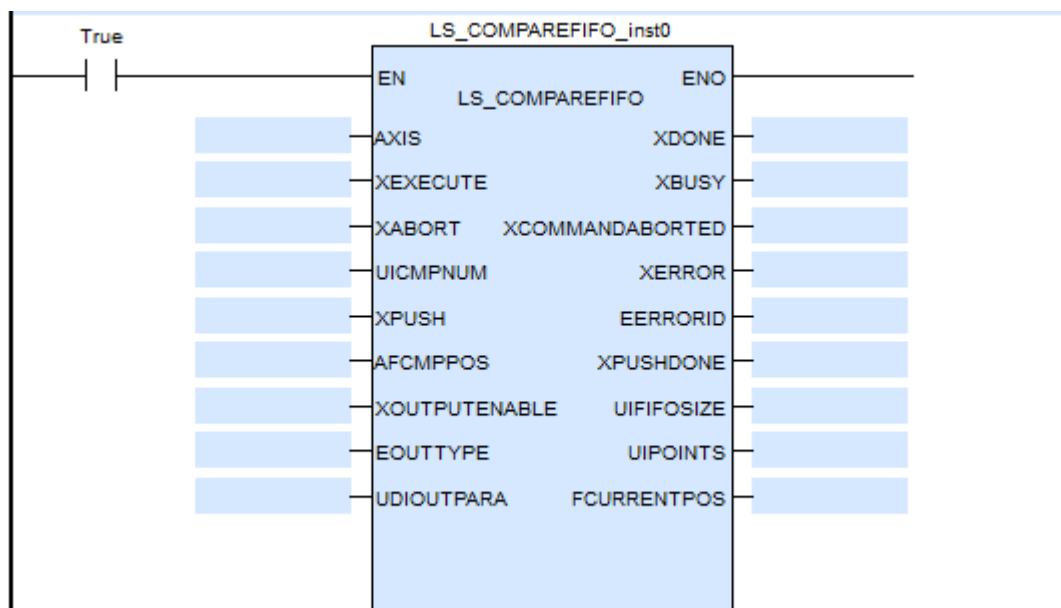 LS_COMPAREFIFO_inst0
True
EN ENO
LS_COMPAREFIFO
AXIS XDONE
XEXECUTE XBUSY
XABORT XCOMMANDABORTED
UICMPNUM XERROR
XPUSH EERRORID
AFCMPPOS XPUSHDONE
XOUTPUTENABLE UIFIFOSIZE
EOUTTYPE UIPOINTS
UDIOUTPARA FCURRENTPOS